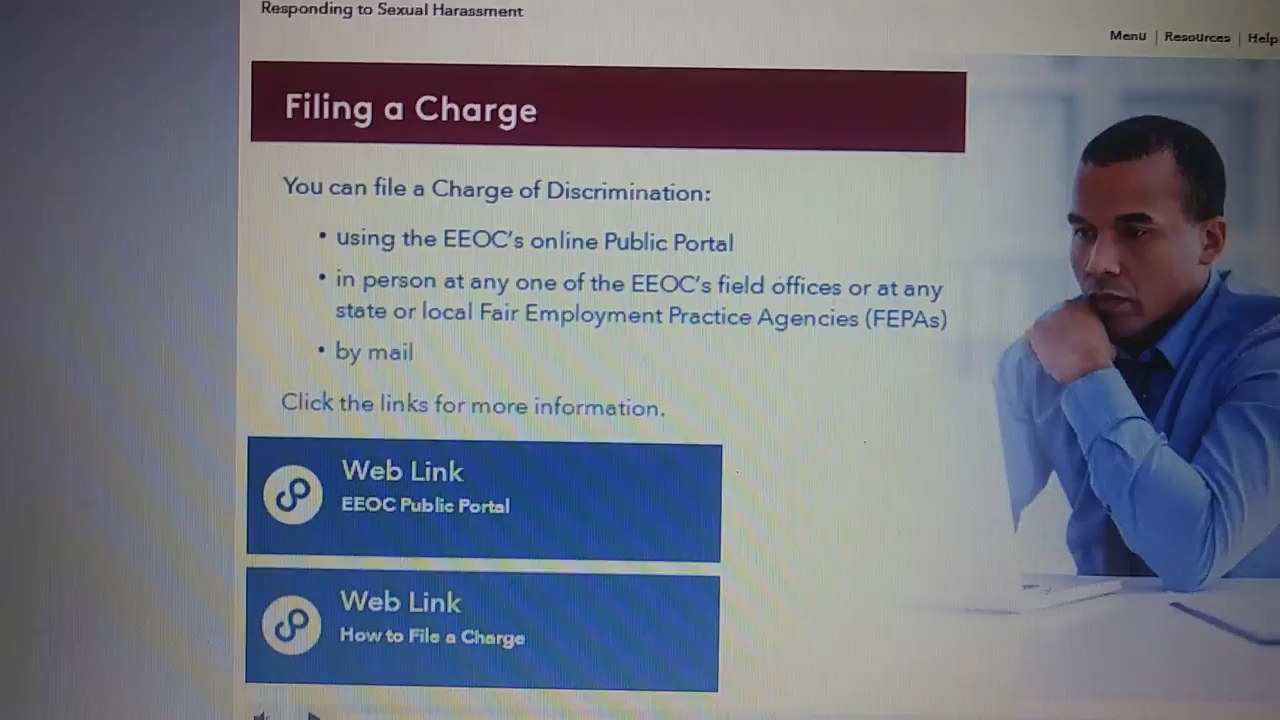 Responding to Sexual Harassment
Menu | Resources | Help
Filing a Charge
You can file a Charge of Discrimination:
• using the EEOC's online Public Portal
• in person at any one of the EEOC's field offices or at any
state or local Fair Employment Practice Agencies (FEPAs)
• by mail
Click the links for more information.
Web Link
EEOC Public Portal
Web Link
How to File a Charge